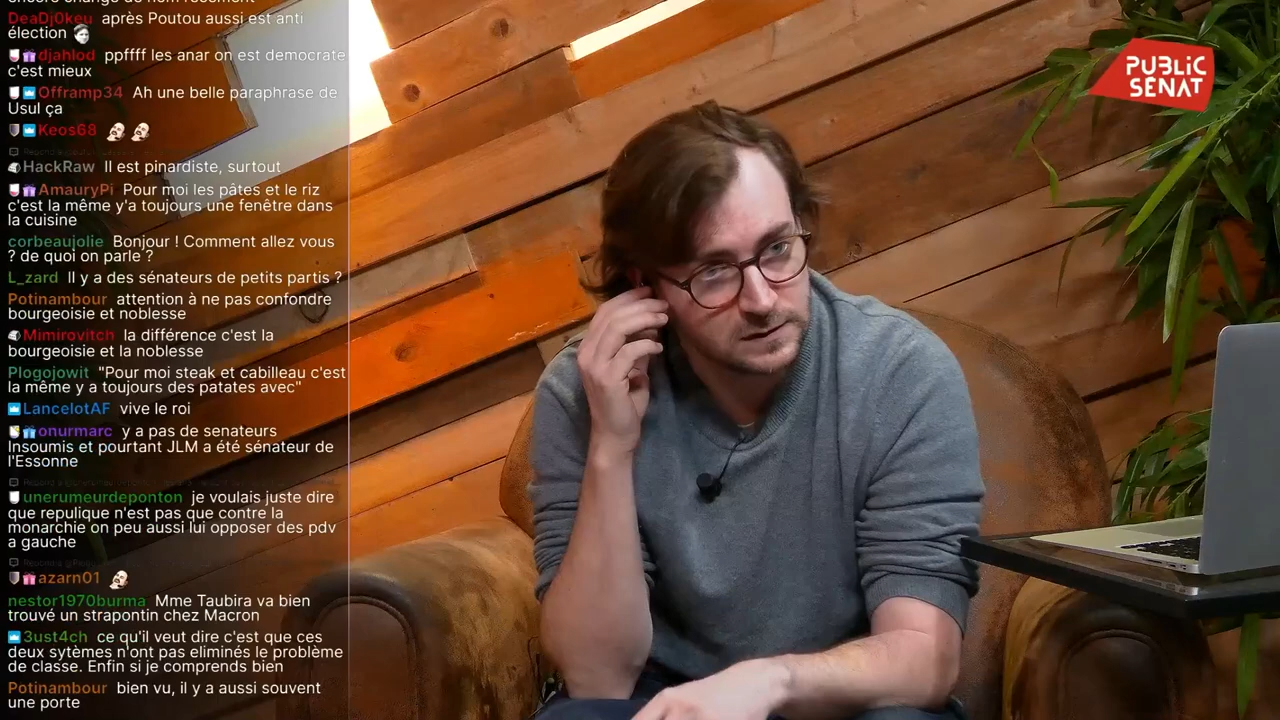 DeaDj0keu après Poutou aussi est anti
élection
djahlod ppffff les anar on est democrate
c'est mieux
Offramp34 Ah une belle paraphrase de
Usul ça
Keos68
HackRaw Il est pinardiste, surtout
AmauryPi Pour moi les pâtes et le riz
c'est la même y'a toujours une fenêtre dans
la cuisine
corbeaujolie Bonjour ! Comment allez vous
? de quoi on parle ?
L_zard Il y a des sénateurs de petits partis ?
Potinambour attention à ne pas confondre
bourgeoisie et noblesse
Mimirovitch la différence c'est la
bourgeoisie et la noblesse
Plogojowit "Pour moi steak et cabilleau c'est
la même y a toujours des patates avec"
LancelotAF vive le roi
onurmarc y a pas de senateurs
Insoumis et pourtant JLM a été sénateur de
l'Essonne
unerumeurdeponton je voulais juste dire
que repulique n'est pas que contre la
monarchie on peu aussi lui opposer des pdv
a gauche
azarn01
nestor1970burma Mme Taubira va bien
trouvé un strapontin chez Macron
3ust4ch ce qu'il veut dire c'est que ces
deux sytèmes n'ont pas eliminés le problème
de classe. Enfin si je comprends bien
Potinambour bien vu, il y a aussi souvent
une porte
PUBLIC
SÉNAT